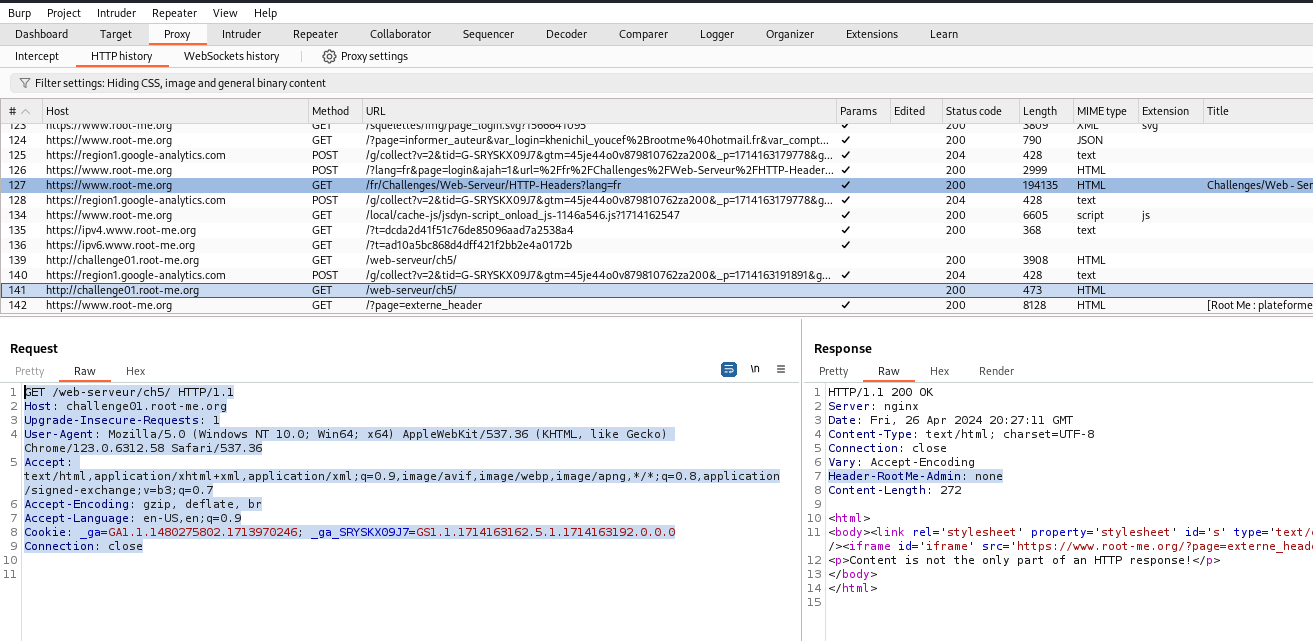 Burp Project Intruder Repeater View Help
Dashboard Target Proxy Intruder Repeater Collaborator Sequencer Decoder Comparer Logger Organizer Extensions Learn
Intercept HTTP history WebSockets history Proxy settings
Filter settings: Hiding CSS, image and general binary content
# Host Method URL Params Edited Status code Length MIME type Extension Title
123 https://www.root-me.org GET /squelettes/img/page_login.svg?1566641095 ✓ 200 3809 XML svg
124 https://www.root-me.org GET /?page=informer_auteur&var_login=khenichil_youcef%2Brootme%40hotmail.fr&var_compt... ✓ 200 790 JSON
125 https://region1.google-analytics.com POST /g/collect?v=2&tid=G-SRYSKX09J7&gtm=45je44o0v879810762za200&_p=1714163179778&g... ✓ 204 428 text
126 https://www.root-me.org POST /?lang=fr&page=login&ajah=1&url=%2Ffr%2FChallenges%2FWeb-Serveur%2FHTTP-Header... ✓ 200 2999 HTML
127 https://www.root-me.org GET /fr/Challenges/Web-Serveur/HTTP-Headers?lang=fr ✓ 200 194135 HTML Challenges/Web - Ser
128 https://region1.google-analytics.com POST /g/collect?v=2&tid=G-SRYSKX09J7&gtm=45je44o0v879810762za200&_p=1714163179778&g... ✓ 204 428 text
134 https://www.root-me.org GET /local/cache-js/jsdyn-script_onload_js-1146a546.js?1714162547 ✓ 200 6605 script js
135 https://ipv4.www.root-me.org GET /?t=dcda2d41f51c76de85096aad7a2538a4 ✓ 200 368 text
136 https://ipv6.www.root-me.org GET /?t=ad10a5bc868d4dff421f2bb2e4a0172b ✓
139 http://challenge01.root-me.org GET /web-serveur/ch5/ 200 3908 HTML
140 https://region1.google-analytics.com POST /g/collect?v=2&tid=G-SRYSKX09J7&gtm=45je44o0v879810762za200&_p=1714163191891&g... ✓ 204 428 text
141 http://challenge01.root-me.org GET /web-serveur/ch5/ 200 473 HTML
142 https://www.root-me.org GET /?page=externe_header ✓ 200 8128 HTML [Root Me : plateforme
Request
Pretty Raw Hex \n
1 GET /web-serveur/ch5/ HTTP/1.1
2 Host: challenge01.root-me.org
3 Upgrade-Insecure-Requests: 1
4 User-Agent: Mozilla/5.0 (Windows NT 10.0; Win64; x64) AppleWebKit/537.36 (KHTML, like Gecko)
Chrome/123.0.6312.58 Safari/537.36
5 Accept:
text/html,application/xhtml+xml,application/xml;q=0.9,image/avif,image/webp,image/apng,*/*;q=0.8,application
/signed-exchange;v=b3;q=0.7
6 Accept-Encoding: gzip, deflate, br
7 Accept-Language: en-US,en;q=0.9
8 Cookie: _ga=GA1.1.1480275802.1713970246; _ga_SRYSKX09J7=GS1.1.1714163162.5.1.1714163192.0.0.0
9 Connection: close
10
11
Response
Pretty Raw Hex Render
1 HTTP/1.1 200 OK
2 Server: nginx
3 Date: Fri, 26 Apr 2024 20:27:11 GMT
4 Content-Type: text/html; charset=UTF-8
5 Connection: close
6 Vary: Accept-Encoding
7 Header-RootMe-Admin: none
8 Content-Length: 272
9
10 <html>
11 <body><link rel='stylesheet' property='stylesheet' id='s' type='text/
/><iframe id='iframe' src='https://www.root-me.org/?page=externe_head
12 <p>Content is not the only part of an HTTP response!</p>
13 </body>
14 </html>
15